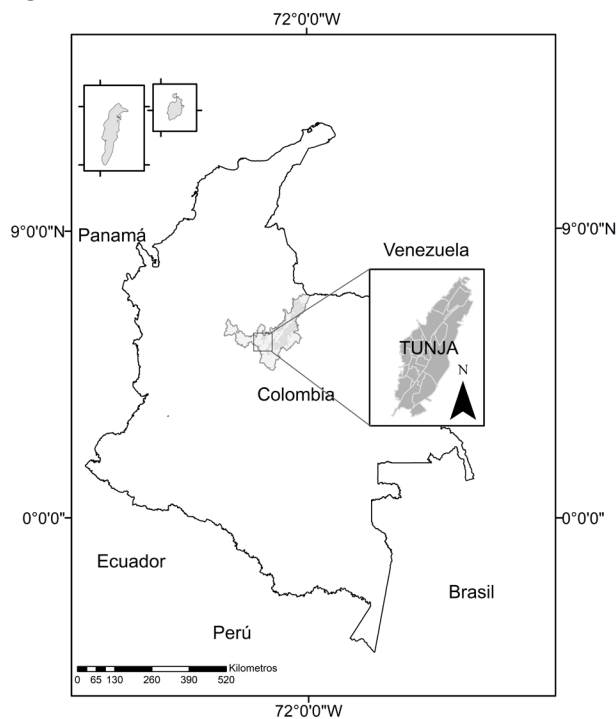 72°0'0"W
9°0'0"N
Panamá
9°0'0"N
Venezuela
TUNJA
N
Colombia
0°0'0"
0°0'0"
Ecuador
Brasil
Perú
Kilometros
0 65 130 260 390 520
72°0'0"W